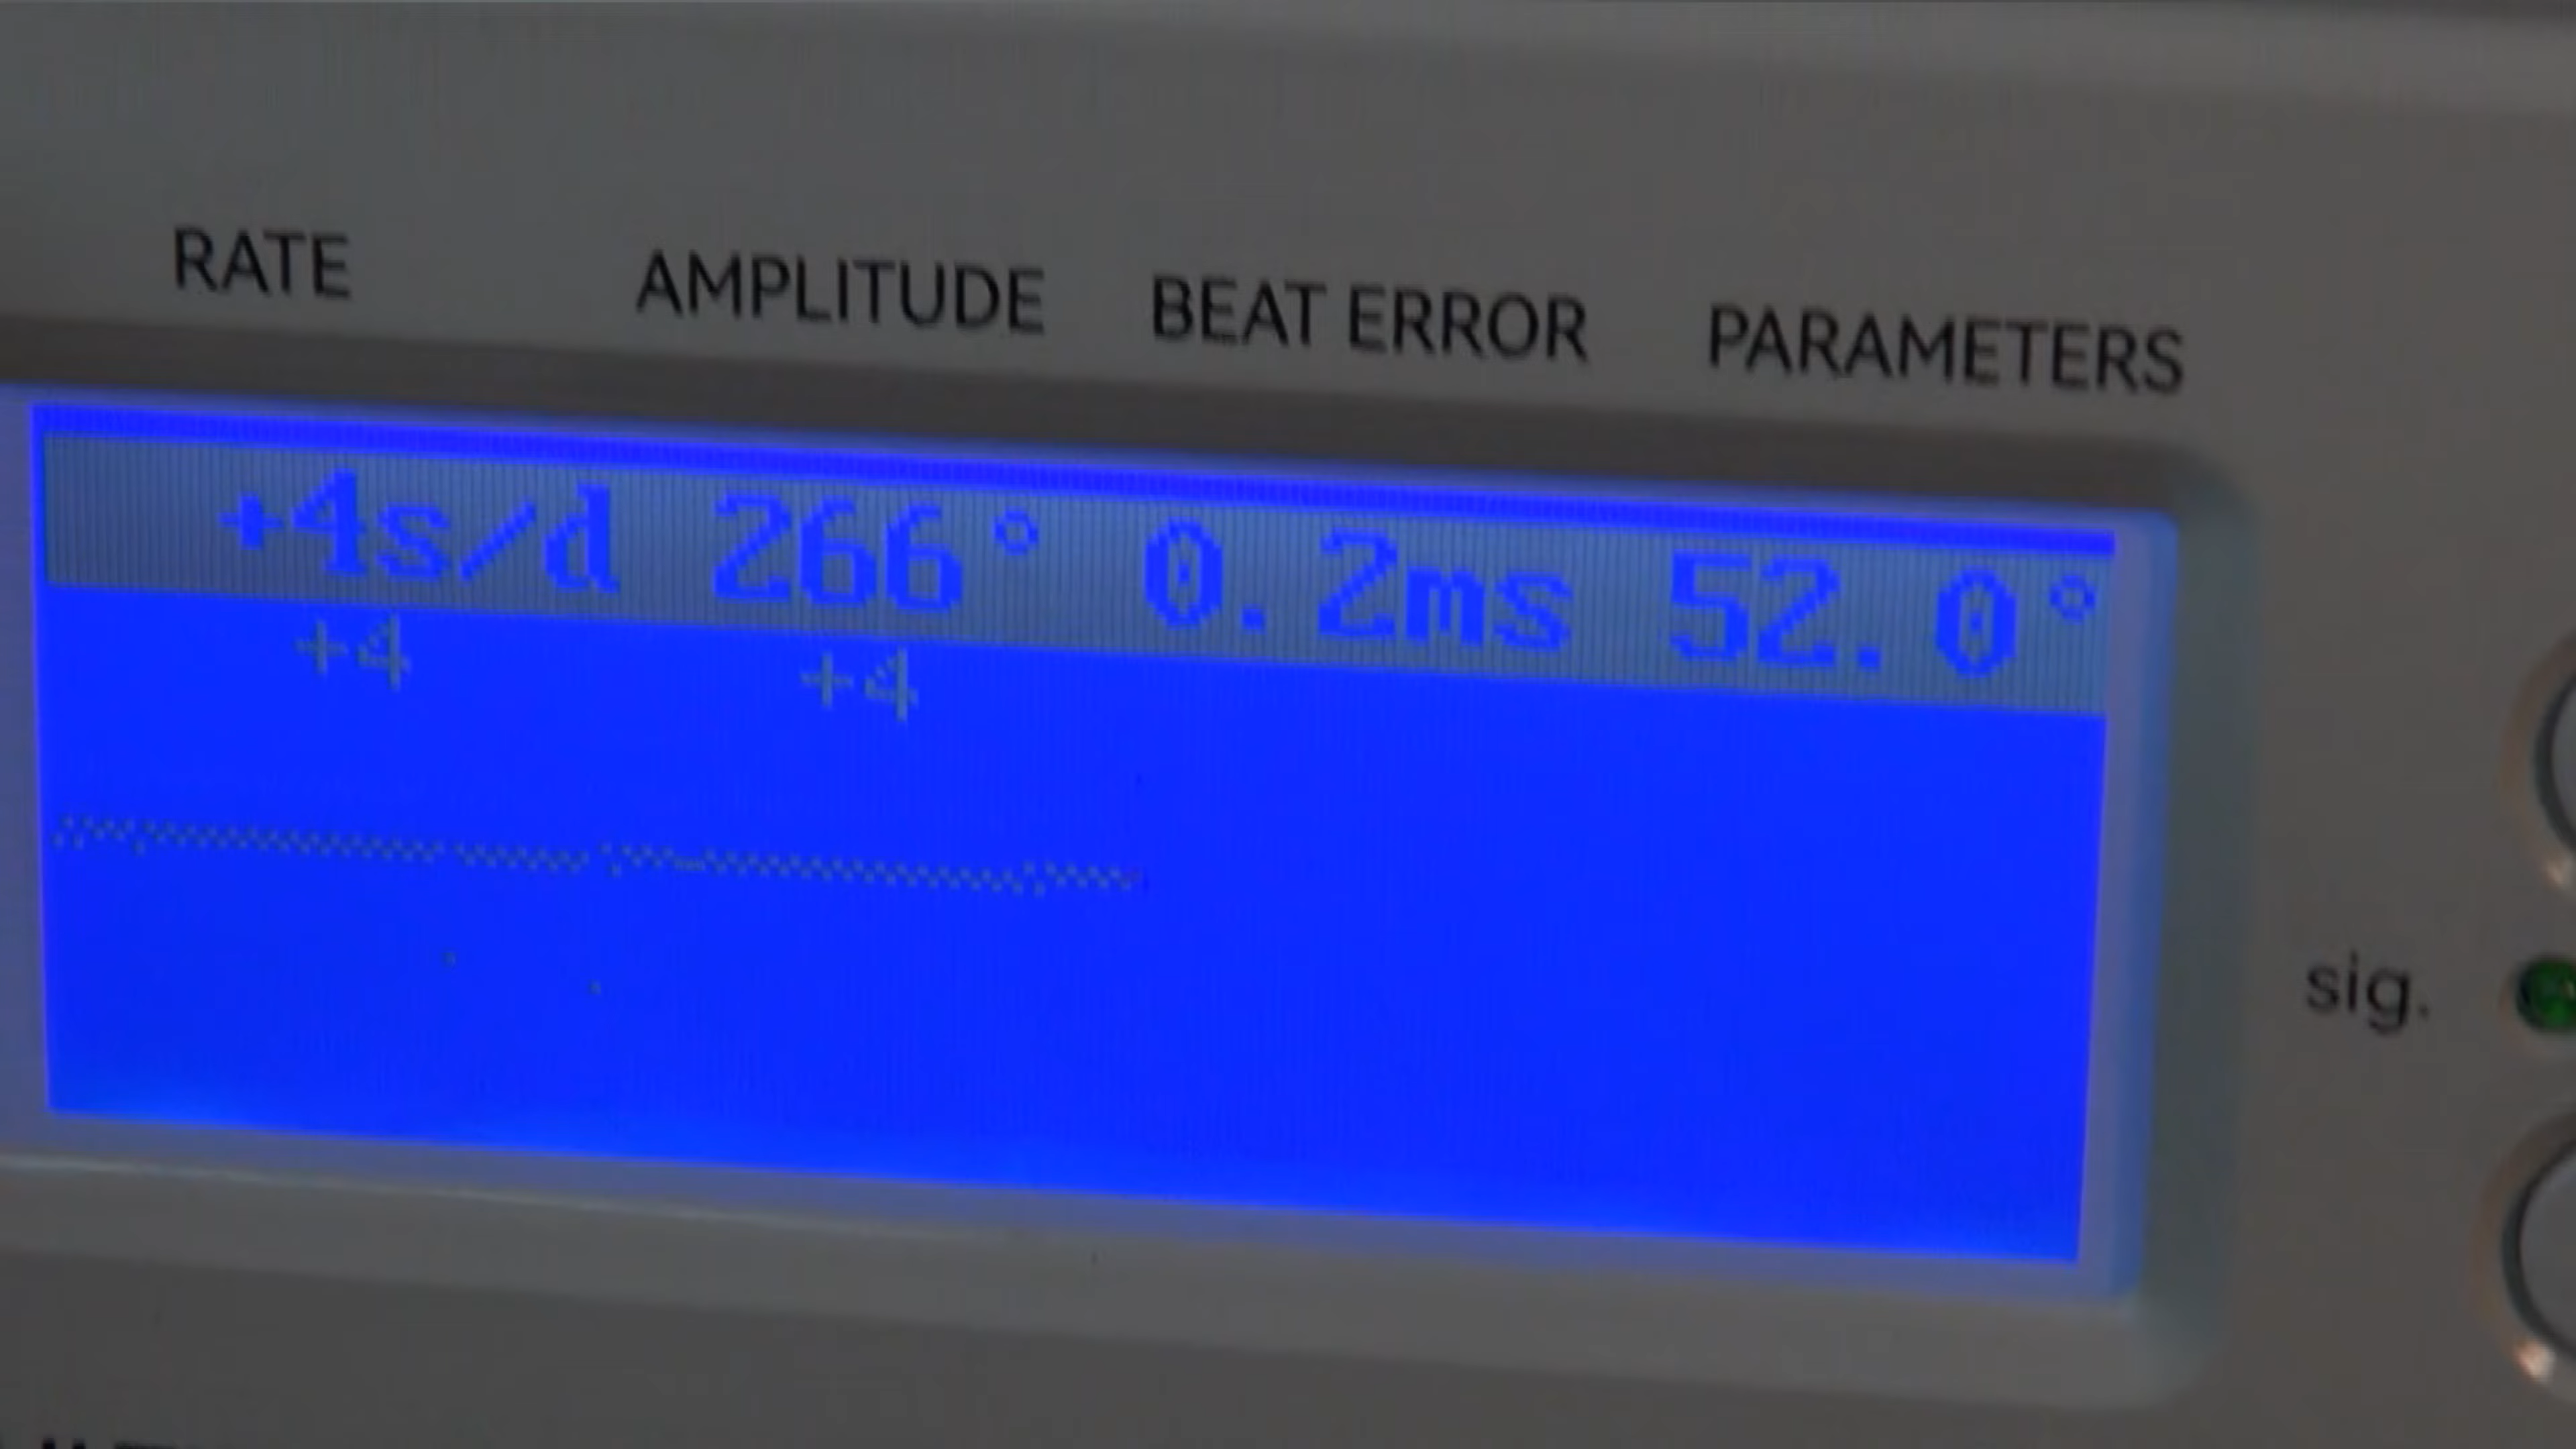 RATE AMPLITUDE BEAT ERROR PARAMETERS
+4s/d 266° 0.2ms 52.0°
+4 +4
sig.